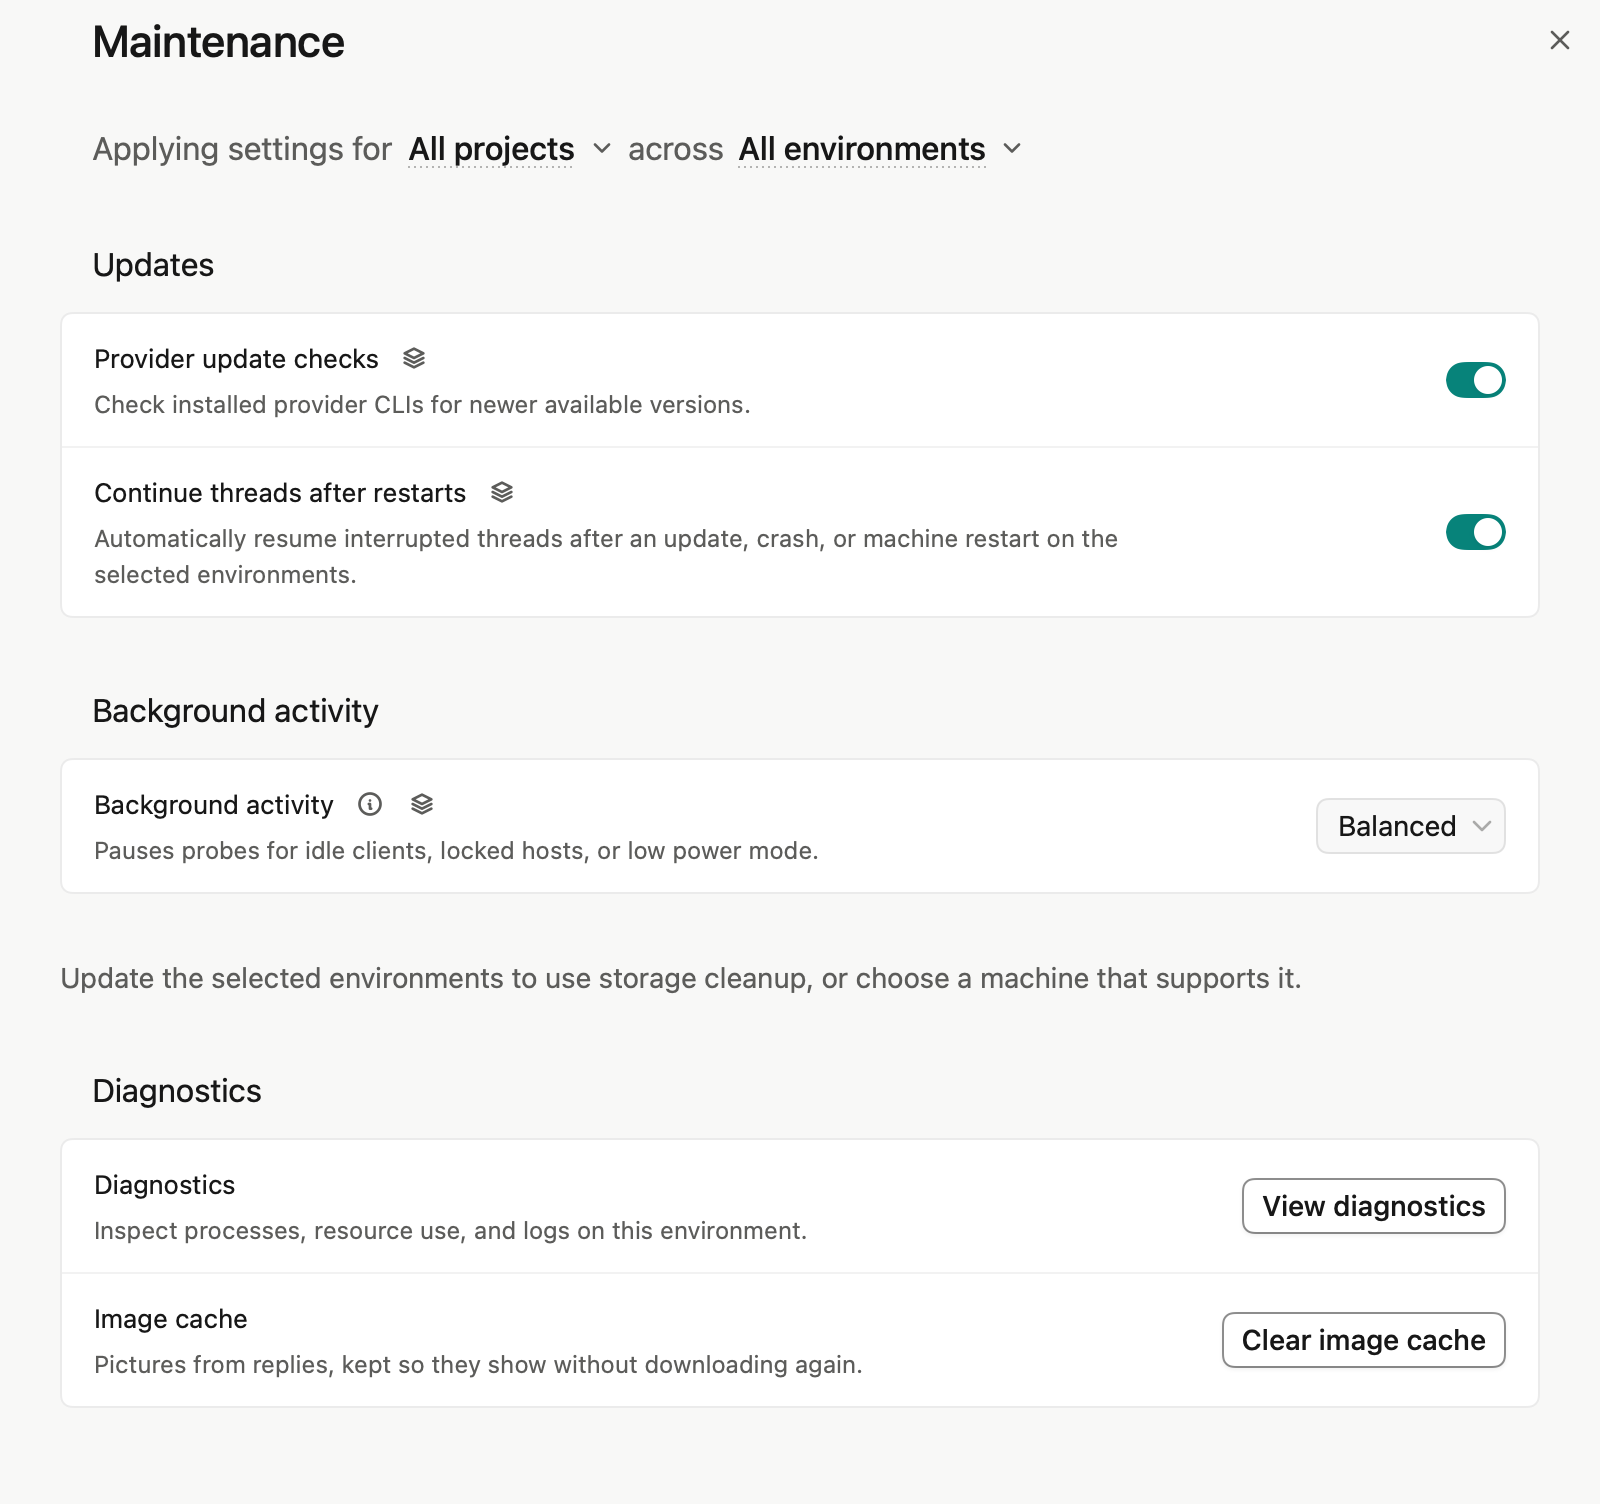 Maintenance
Applying settings for All projects across All environments
Updates
Provider update checks
Check installed provider CLIs for newer available versions.
Continue threads after restarts
Automatically resume interrupted threads after an update, crash, or machine restart on the
selected environments.
Background activity
Background activity
Balanced
Pauses probes for idle clients, locked hosts, or low power mode.
Update the selected environments to use storage cleanup, or choose a machine that supports it.
Diagnostics
Diagnostics
View diagnostics
Inspect processes, resource use, and logs on this environment.
Image cache
Clear image cache
Pictures from replies, kept so they show without downloading again.